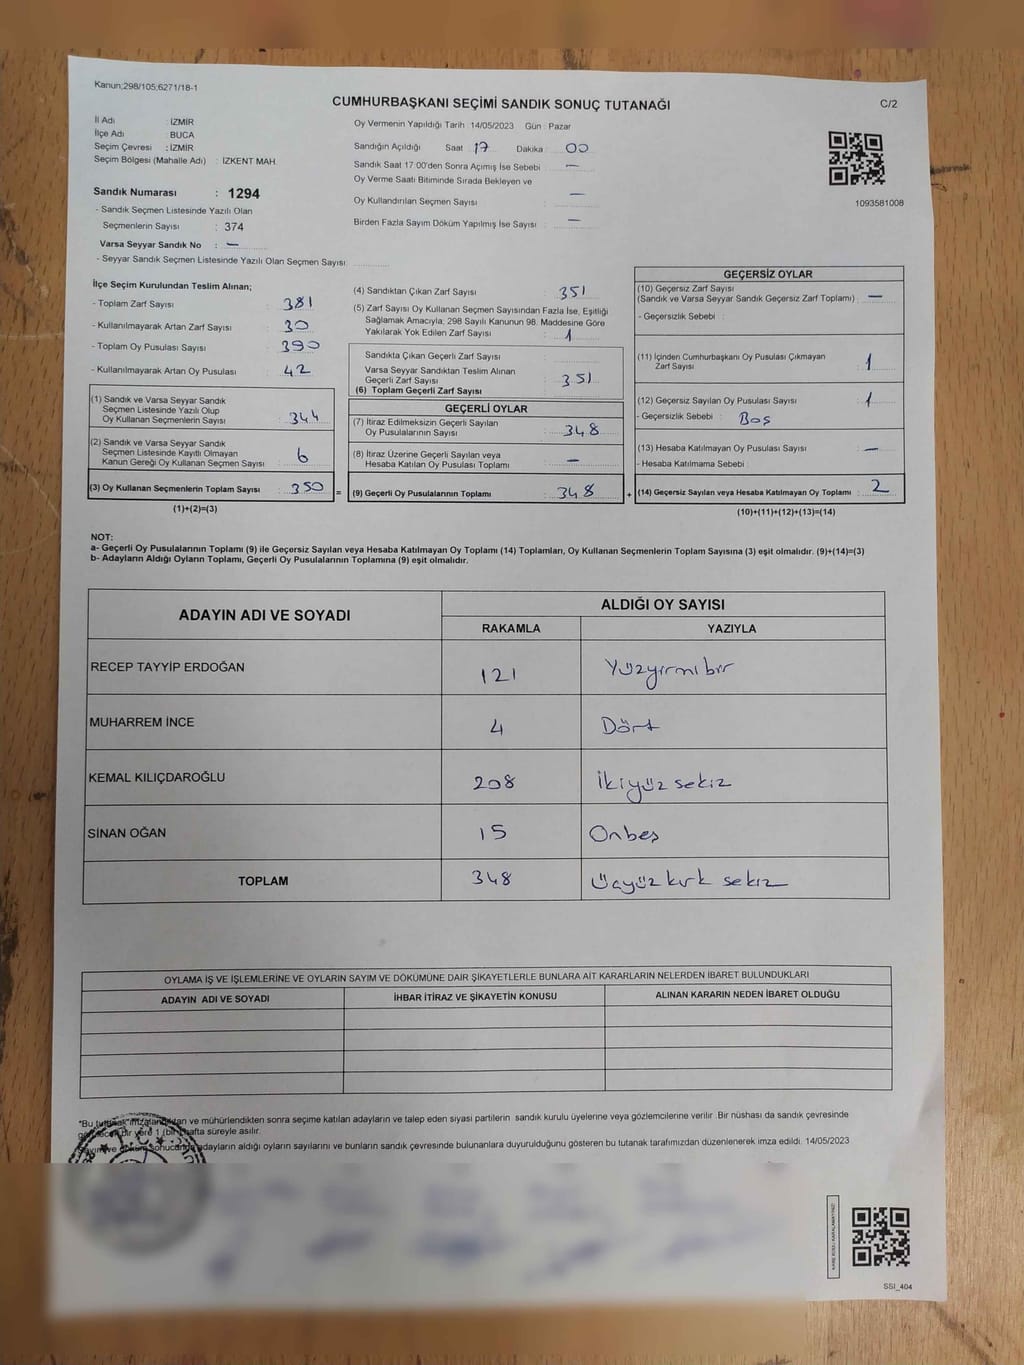 Kanun;298/105;6271/18-1
CUMHURBAŞKANI SEÇİMİ SANDIK SONUÇ TUTANAĞI
C/2
İl Adı : İZMİR
İlçe Adı : BUCA
Seçim Çevresi : İZMİR
Seçim Bölgesi (Mahalle Adı) : İZKENT MAH.
Sandık Numarası : 1294
- Sandık Seçmen Listesinde Yazılı Olan
Seçmenlerin Sayısı : 374
Varsa Seyyar Sandık No : —
- Seyyar Sandık Seçmen Listesinde Yazılı Olan Seçmen Sayısı:
Oy Vermenin Yapıldığı Tarih : 14/05/2023 Gün : Pazar
Sandığın Açıldığı Saat : 17 Dakika : 00
Sandık Saat 17:00'den Sonra Açımış İse Sebebi : —
Oy Verme Saati Bitiminde Sırada Bekleyen ve
Oy Kullandırılan Seçmen Sayısı : —
Birden Fazla Sayım Döküm Yapılmış İse Sayısı : —
1093581008
İlçe Seçim Kurulundan Teslim Alınan;
- Toplam Zarf Sayısı : 381
- Kullanılmayarak Artan Zarf Sayısı : 30
- Toplam Oy Pusulası Sayısı : 390
- Kullanılmayarak Artan Oy Pusulası : 42
(1) Sandık ve Varsa Seyyar Sandık
Seçmen Listesinde Yazılı Olup
Oy Kullanan Seçmenlerin Sayısı : 344
(2) Sandık ve Varsa Seyyar Sandık
Seçmen Listesinde Kayıtlı Olmayan
Kanun Gereği Oy Kullanan Seçmen Sayısı : 6
(3) Oy Kullanan Seçmenlerin Toplam Sayısı : 350
(1)+(2)=(3)
(4) Sandıktan Çıkan Zarf Sayısı : 351
(5) Zarf Sayısı Oy Kullanan Seçmen Sayısından Fazla İse, Eşitliği
Sağlamak Amacıyla; 298 Sayılı Kanunun 98. Maddesine Göre
Yakılarak Yok Edilen Zarf Sayısı : 1
Sandıkta Çıkan Geçerli Zarf Sayısı :
Varsa Seyyar Sandıktan Teslim Alınan
Geçerli Zarf Sayısı : 351
(6) Toplam Geçerli Zarf Sayısı
GEÇERLİ OYLAR
(7) İtiraz Edilmeksizin Geçerli Sayılan
Oy Pusulalarının Sayısı : 348
(8) İtiraz Üzerine Geçerli Sayılan veya
Hesaba Katılan Oy Pusulası Toplamı : —
= (9) Geçerli Oy Pusulalarının Toplamı : 348
GEÇERSİZ OYLAR
(10) Geçersiz Zarf Sayısı
(Sandık ve Varsa Seyyar Sandık Geçersiz Zarf Toplamı) : —
- Geçersizlik Sebebi :
(11) İçinden Cumhurbaşkanı Oy Pusulası Çıkmayan
Zarf Sayısı : 1
(12) Geçersiz Sayılan Oy Pusulası Sayısı : 1
- Geçersizlik Sebebi : Boş
(13) Hesaba Katılmayan Oy Pusulası Sayısı : —
- Hesaba Katılmama Sebebi :
+ (14) Geçersiz Sayılan veya Hesaba Katılmayan Oy Toplamı : 2
(10)+(11)+(12)+(13)=(14)
NOT:
a- Geçerli Oy Pusulalarının Toplamı (9) ile Geçersiz Sayılan veya Hesaba Katılmayan Oy Toplamı (14) Toplamları, Oy Kullanan Seçmenlerin Toplam Sayısına (3) eşit olmalıdır. (9)+(14)=(3)
b- Adayların Aldığı Oyların Toplamı, Geçerli Oy Pusulalarının Toplamına (9) eşit olmalıdır.
ADAYIN ADI VE SOYADI
ALDIĞI OY SAYISI
RAKAMLA YAZIYLA
RECEP TAYYİP ERDOĞAN 121 Yüzyirmibir
MUHARREM İNCE 4 Dört
KEMAL KILIÇDAROĞLU 208 İkiyüz sekiz
SİNAN OĞAN 15 Onbeş
TOPLAM 348 Üçyüz kırk sekiz
OYLAMA İŞ VE İŞLEMLERİNE VE OYLARIN SAYIM VE DÖKÜMÜNE DAİR ŞİKAYETLERLE BUNLARA AİT KARARLARIN NELERDEN İBARET BULUNDUKLARI
ADAYIN ADI VE SOYADI İHBAR İTİRAZ VE ŞİKAYETİN KONUSU ALINAN KARARIN NEDEN İBARET OLDUĞU
*Bu tutanak imzalandıktan ve mühürlendikten sonra seçime katılan adayların ve talep eden siyasi partilerin sandık kurulu üyelerine veya gözlemcilerine verilir. Bir nüshası da sandık çevresinde
bir yere 1 (bir) hafta süreyle asılır.
sonucunda adayların aldığı oyların sayılarını ve bunların sandık çevresinde bulunanlara duyurulduğunu gösteren bu tutanak tarafımızdan düzenlenerek imza edildi. 14/05/2023
SSI_404